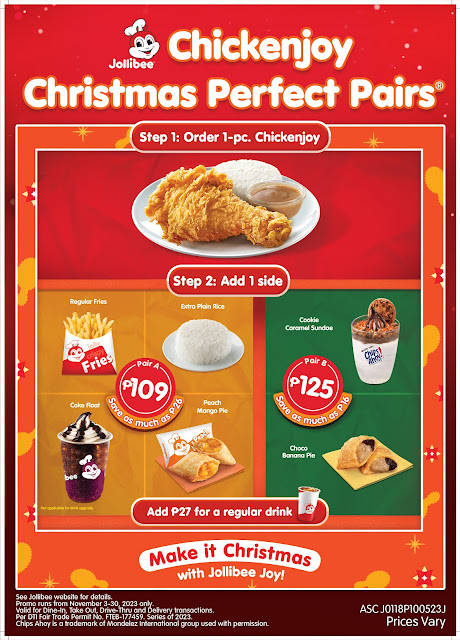 Jollibee
Chickenjoy
Christmas Perfect Pairs®
Step 1: Order 1-pc. Chickenjoy
Step 2: Add 1 side
Regular Fries
Extra Plain Rice
Fries
Pair A
₱109
Save as much as ₱26
Coke Float
Peach
Mango Pie
bee
Not applicable for drink upgrade.
Cookie
Caramel Sundae
Chips Ahoy!
Pair B
₱125
Save as much as ₱16
Choco
Banana Pie
Add ₱27 for a regular drink
Make it Christmas
with Jollibee Joy!
See Jollibee website for details.
Promo runs from November 3-30, 2023 only.
Valid for Dine-In, Take Out, Drive-Thru and Delivery transactions.
Per DTI Fair Trade Permit No. FTEB-177459. Series of 2023.
Chips Ahoy is a trademark of Mondelez International group used with permission.
ASC J0118P100523J
Prices Vary